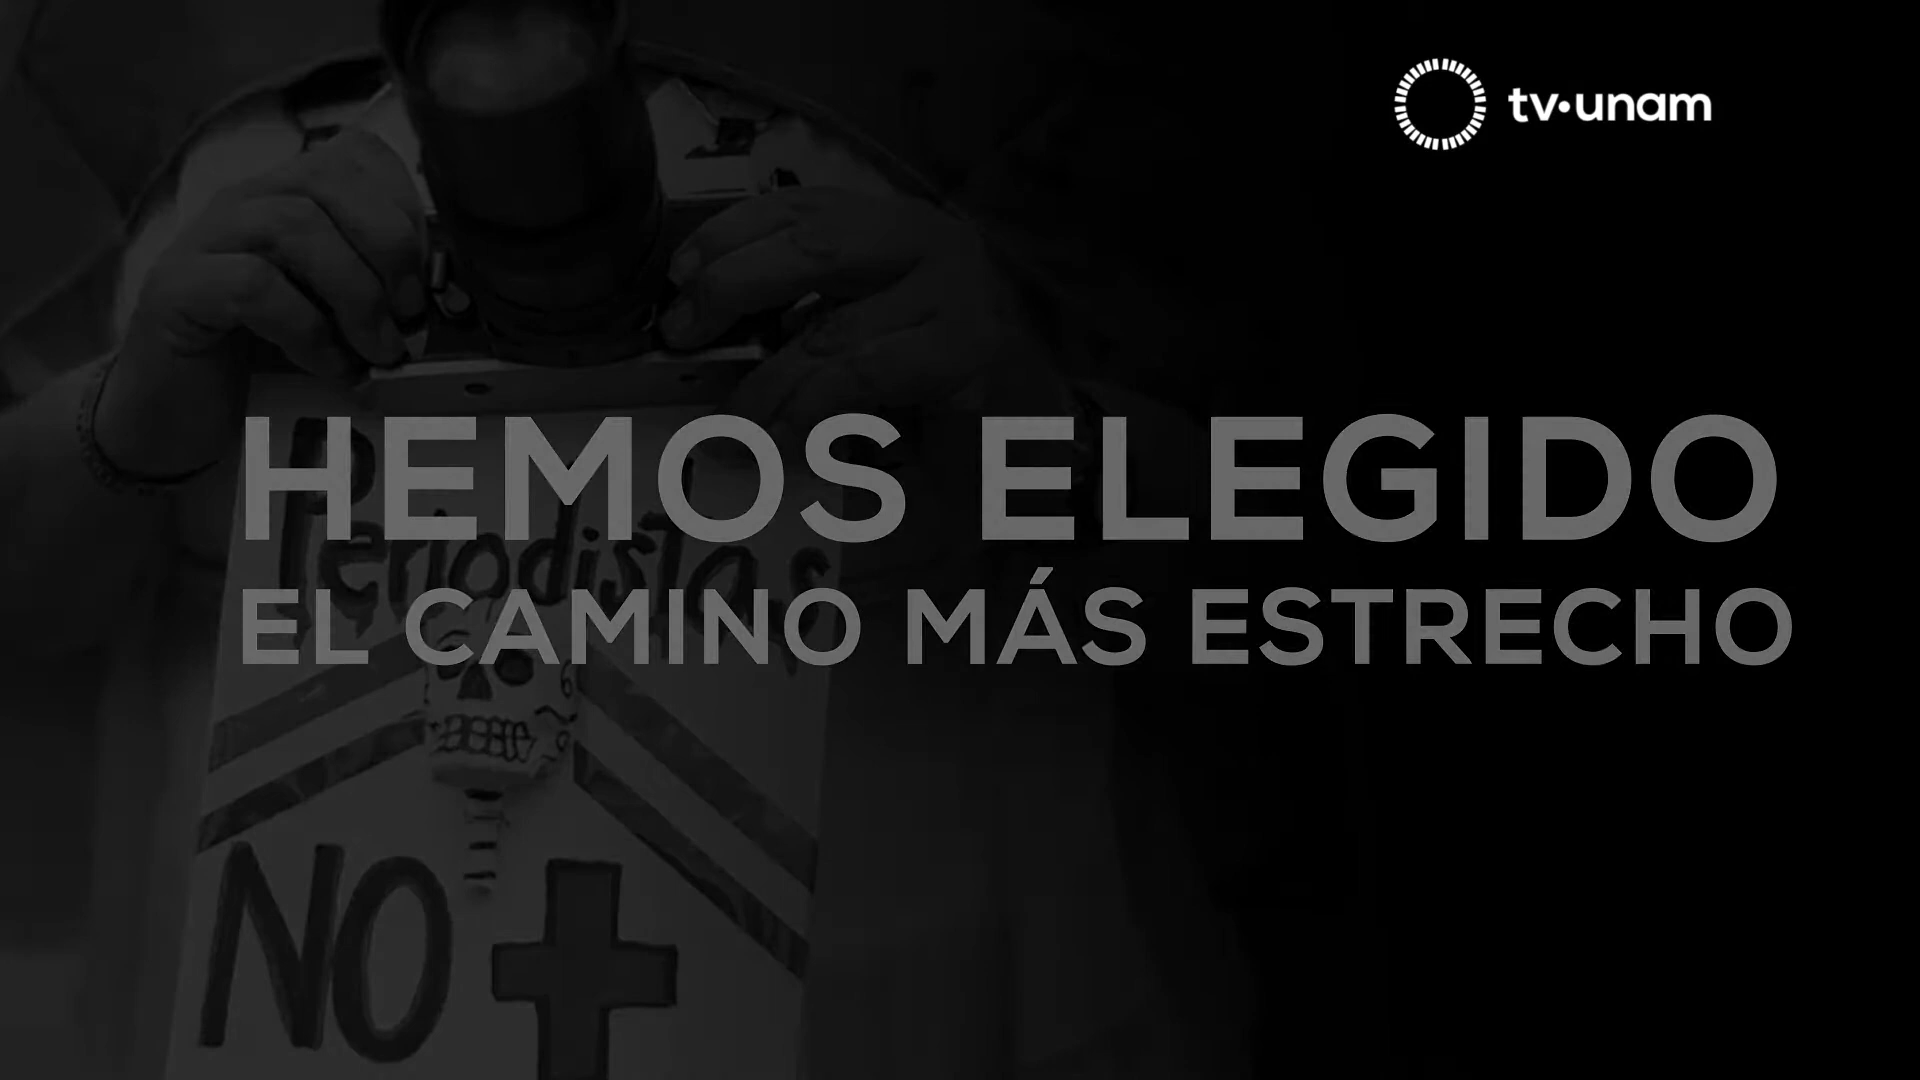 tv•unam
HEMOS ELEGIDO
EL CAMINO MÁS ESTRECHO
Periodistas
NO